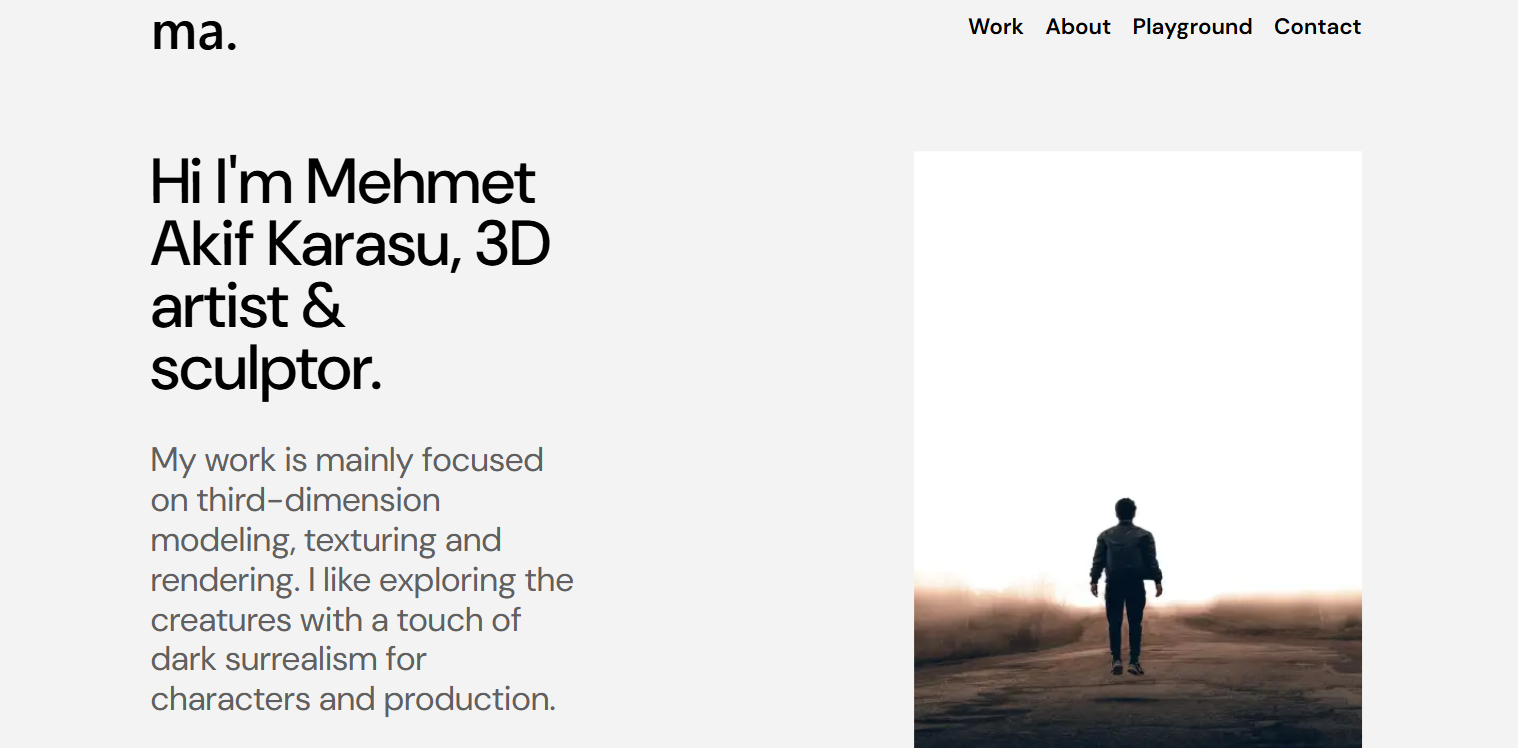 ma.
Work About Playground Contact
Hi I'm Mehmet
Akif Karasu, 3D
artist &
sculptor.
My work is mainly focused
on third-dimension
modeling, texturing and
rendering. I like exploring the
creatures with a touch of
dark surrealism for
characters and production.